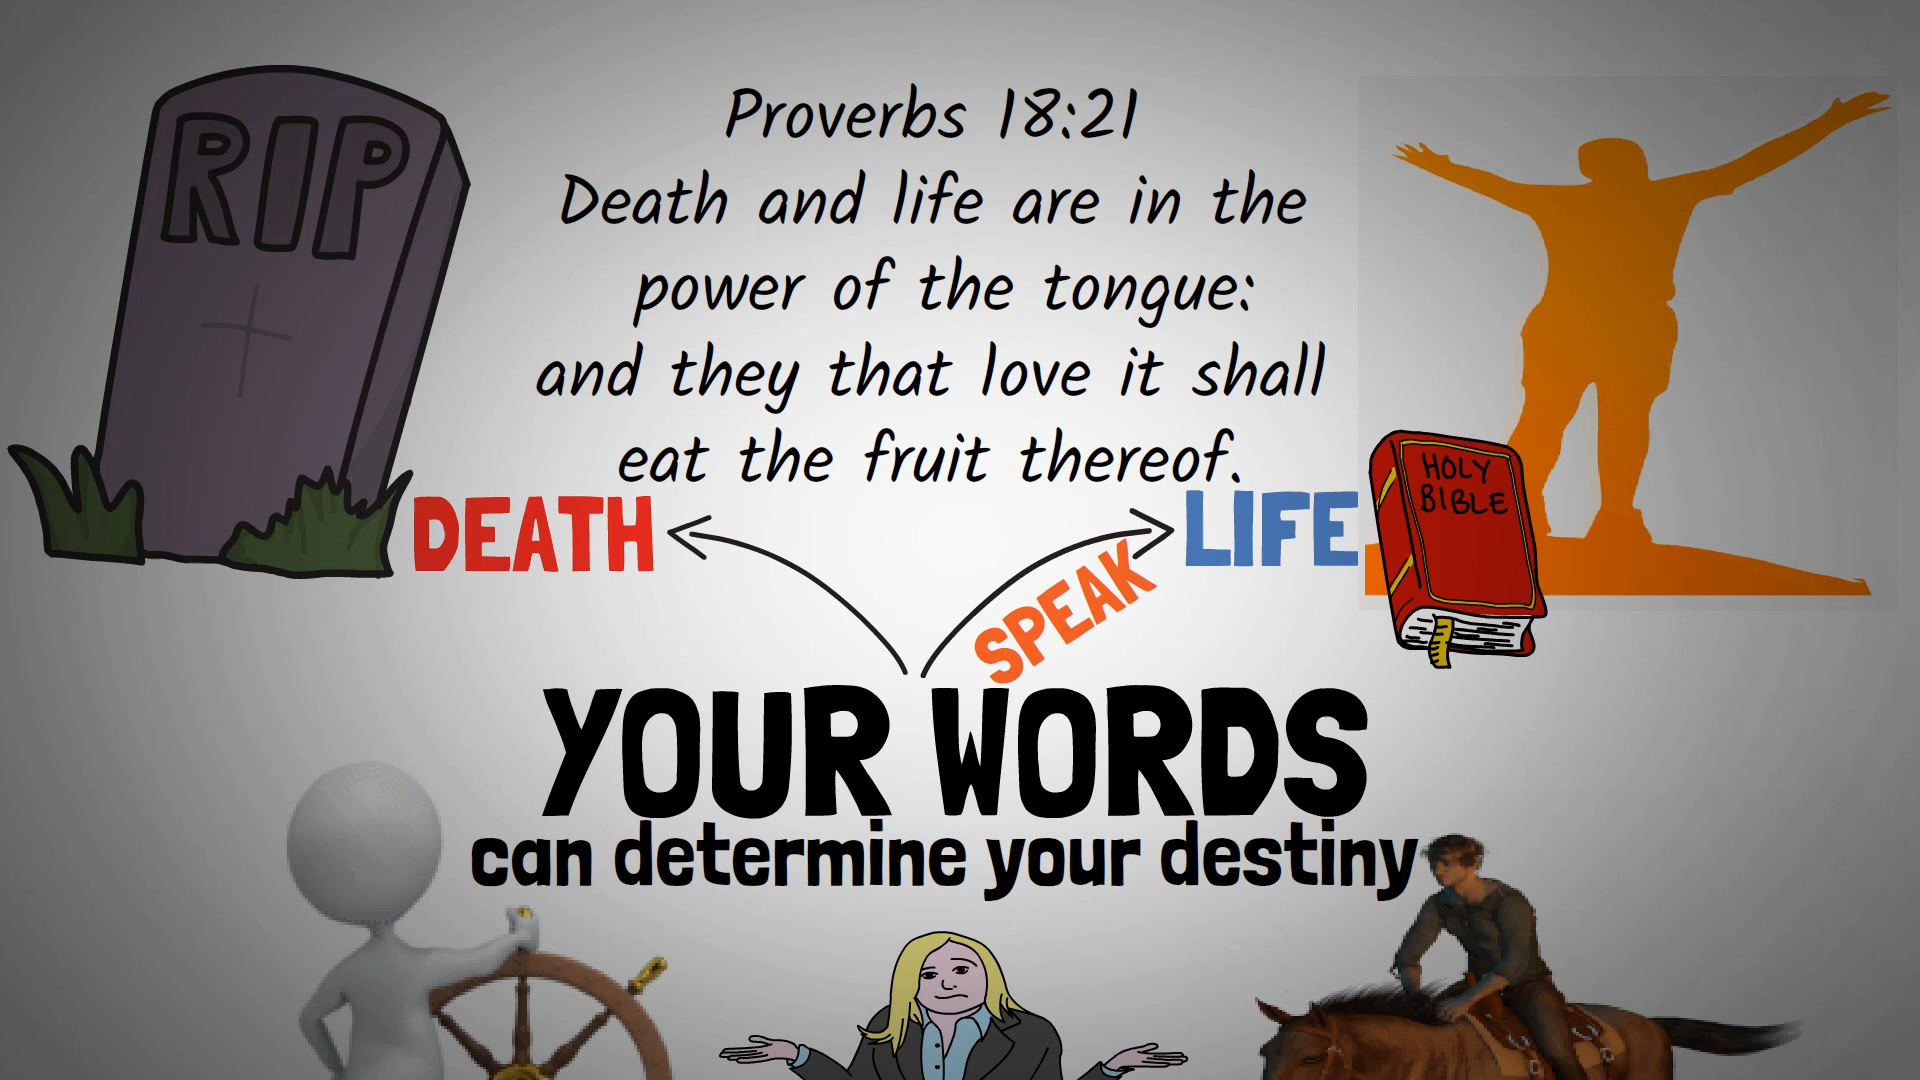 RIP
Proverbs 18:21
Death and life are in the
power of the tongue:
and they that love it shall
eat the fruit thereof.
HOLY
BIBLE
DEATH
LIFE
SPEAK
YOUR WORDS
can determine your destiny